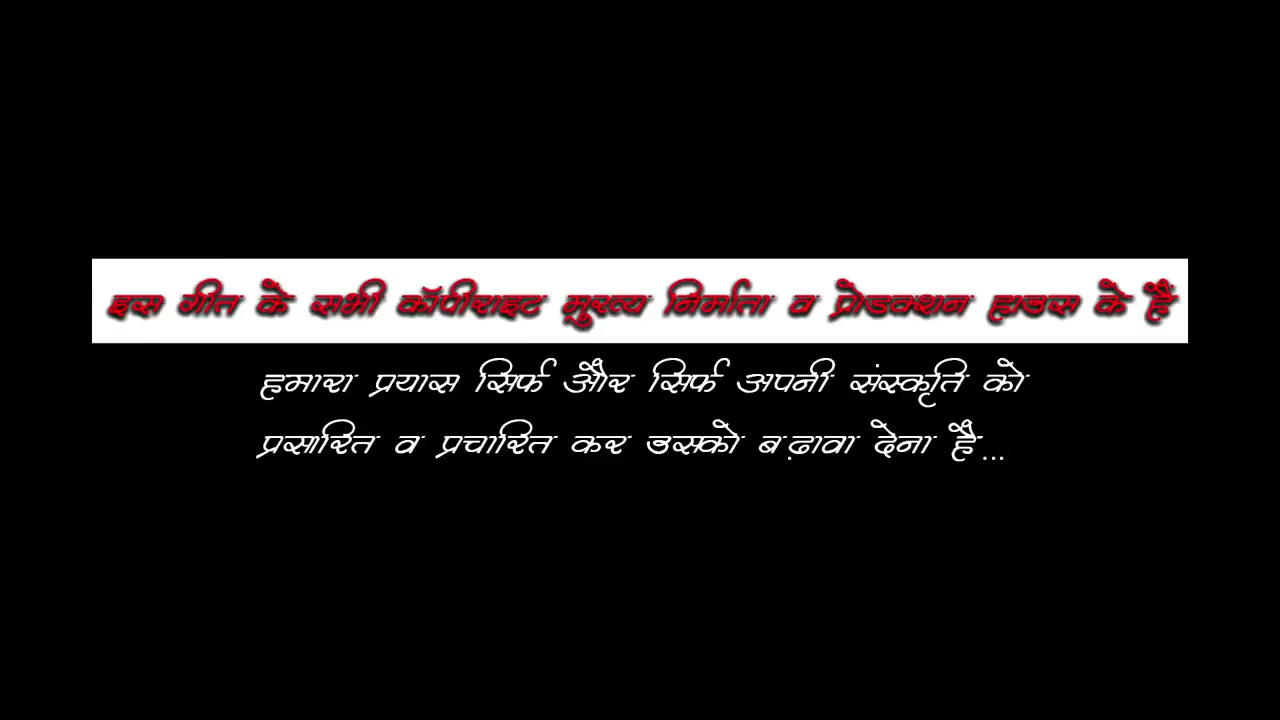 इस गीत के सभी कॉपीराइट मूख्य निर्माता व प्रोडक्शन हाउस के है
हमारा प्रयास सिर्फ और सिर्फ अपनी संस्कृति को
प्रसारित व प्रचारित कर उसको बढ़ावा देना है...